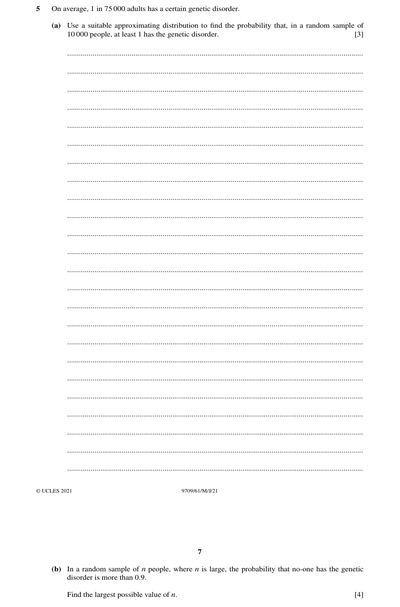 5 On average, 1 in 75 000 adults has a certain genetic disorder.
(a) Use a suitable approximating distribution to find the probability that, in a random sample of
10 000 people, at least 1 has the genetic disorder. [3]
© UCLES 2021 9709/61/M/J/21
7
(b) In a random sample of n people, where n is large, the probability that no-one has the genetic
disorder is more than 0.9.
Find the largest possible value of n. [4]